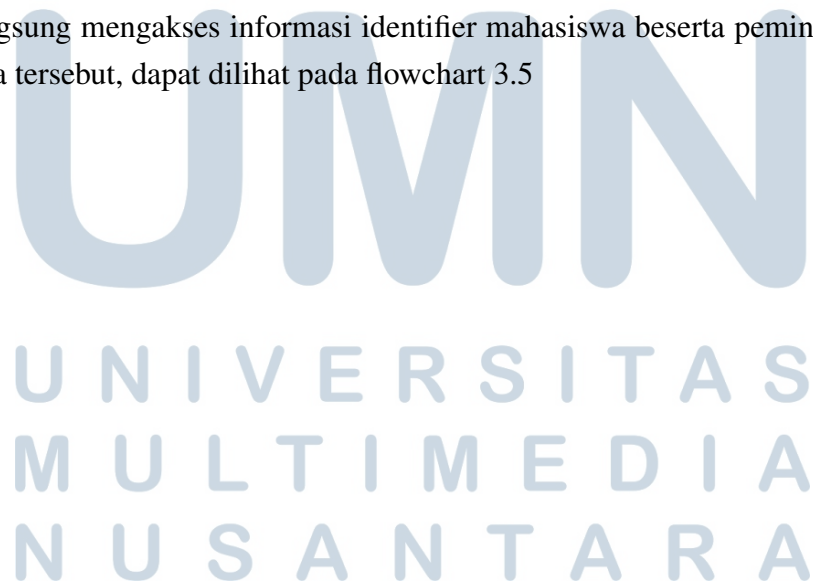 gsung mengakses informasi identifier mahasiswa beserta pemin
a tersebut, dapat dilihat pada flowchart 3.5
UMN
UNIVERSITAS
MULTIMEDIA
NUSANTARA